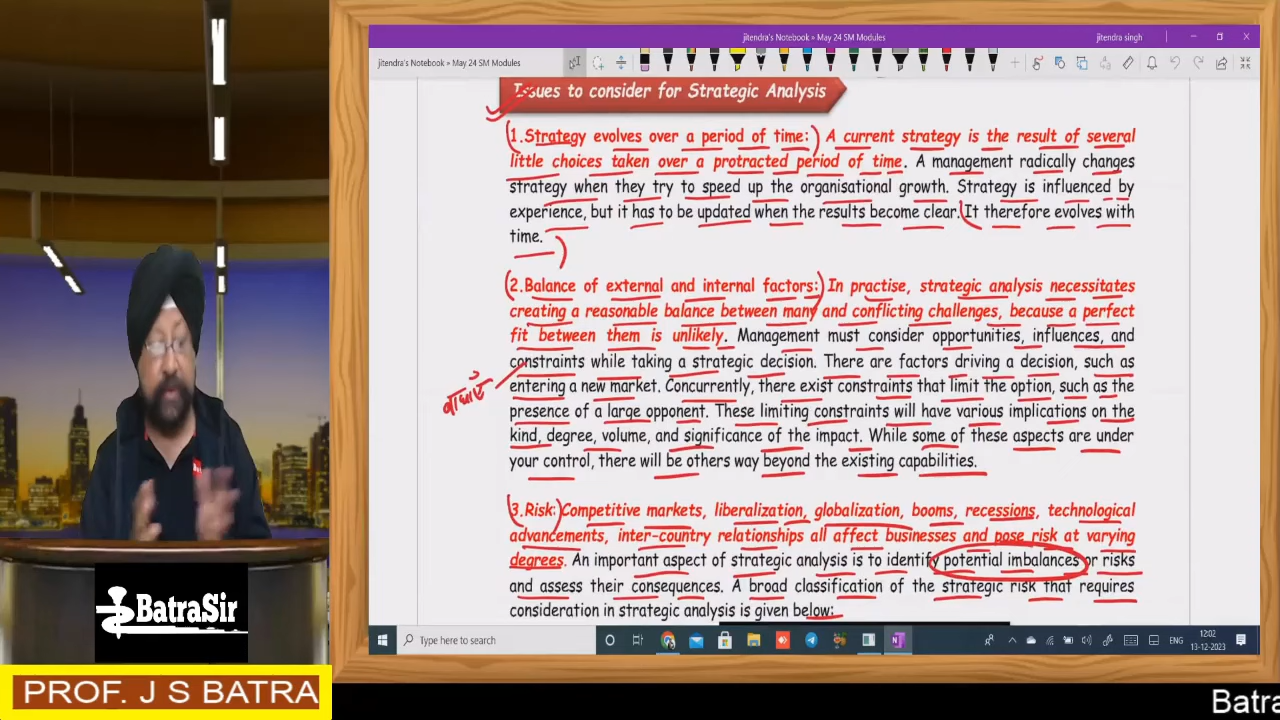 jitendra's Notebook » May 24 SM Modules
jitendra singh
jitendra's Notebook » May 24 SM Modules
Issues to consider for Strategic Analysis
1.Strategy evolves over a period of time: A current strategy is the result of several
little choices taken over a protracted period of time. A management radically changes
strategy when they try to speed up the organisational growth. Strategy is influenced by
experience, but it has to be updated when the results become clear. It therefore evolves with
time.
2.Balance of external and internal factors: In practise, strategic analysis necessitates
creating a reasonable balance between many and conflicting challenges, because a perfect
fit between them is unlikely. Management must consider opportunities, influences, and
constraints while taking a strategic decision. There are factors driving a decision, such as
entering a new market. Concurrently, there exist constraints that limit the option, such as the
presence of a large opponent. These limiting constraints will have various implications on the
kind, degree, volume, and significance of the impact. While some of these aspects are under
your control, there will be others way beyond the existing capabilities.
3.Risk: Competitive markets, liberalization, globalization, booms, recessions, technological
advancements, inter-country relationships all affect businesses and pose risk at varying
degrees. An important aspect of strategic analysis is to identify potential imbalances or risks
and assess their consequences. A broad classification of the strategic risk that requires
consideration in strategic analysis is given below:
BatraSir
Type here to search
ENG
12:02
13-12-2023
PROF. J S BATRA
Batra